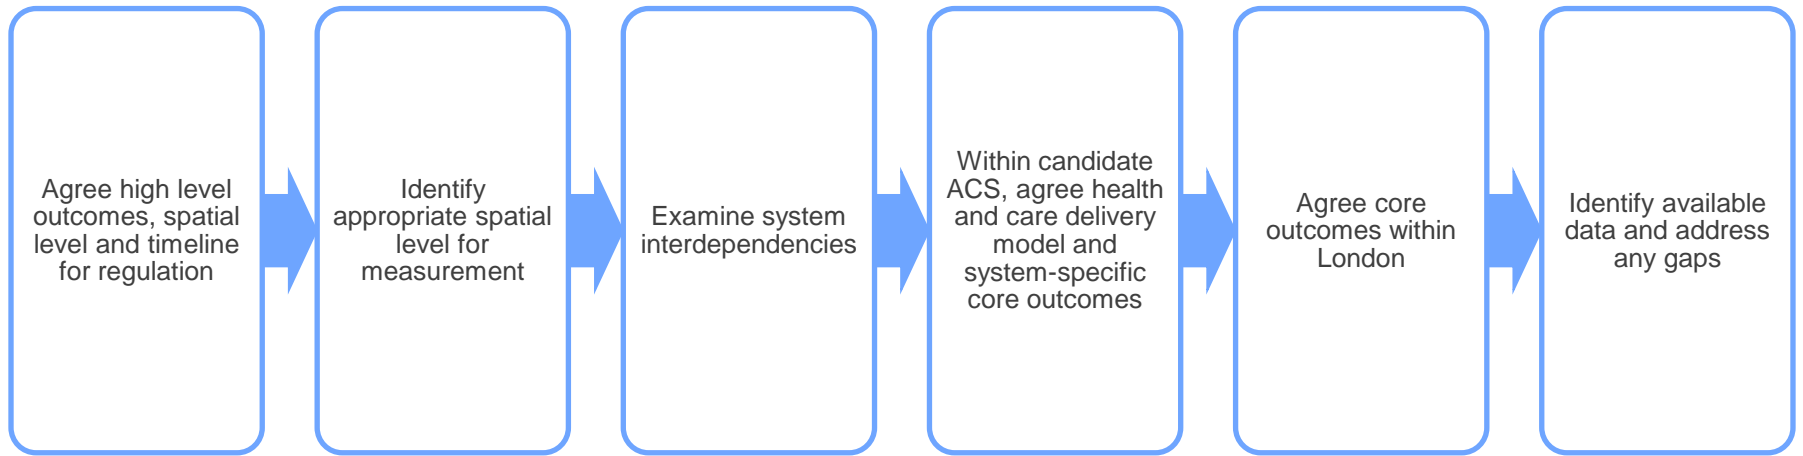 Agree high level
outcomes, spatial
level and timeline
for regulation
Identify
appropriate spatial
level for
measurement
Examine system
interdependencies
Within candidate
ACS, agree health
and care delivery
model and
system-specific
core outcomes
Agree core
outcomes within
London
Identify available
data and address
any gaps